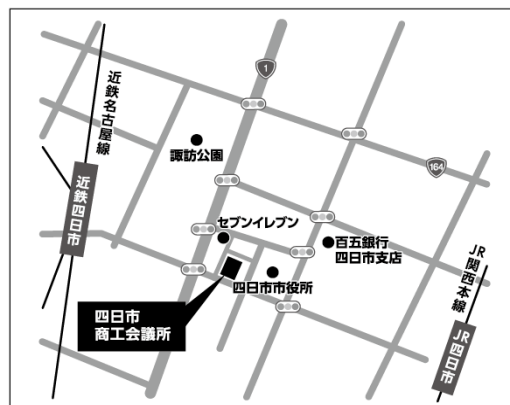 1
近鉄名古屋線
諏訪公園
164
近鉄四日市
セブンイレブン
百五銀行
四日市支店
JR関西本線
四日市市役所
四日市
商工会議所
JR四日市